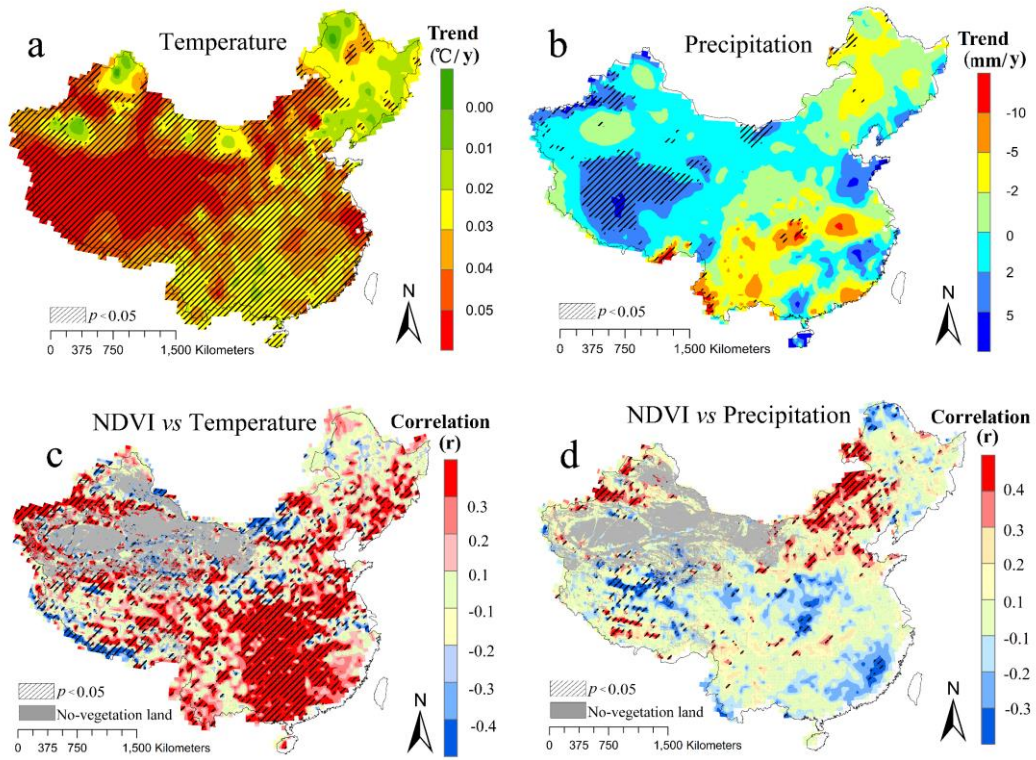 a
Temperature
Trend
(℃/ y)
0.00
0.01
0.02
0.03
0.04
0.05
p < 0.05
N
0 375 750 1,500 Kilometers
b
Precipitation
Trend
(mm/y)
-10
-5
-2
0
2
5
p < 0.05
N
0 375 750 1,500 Kilometers
c
NDVI vs Temperature
Correlation
(r)
0.3
0.2
0.1
-0.1
-0.2
-0.3
-0.4
p < 0.05
No-vegetation land
N
0 375 750 1,500 Kilometers
d
NDVI vs Precipitation
Correlation
(r)
0.4
0.3
0.2
0.1
-0.1
-0.2
-0.3
p < 0.05
No-vegetation land
N
0 375 750 1,500 Kilometers